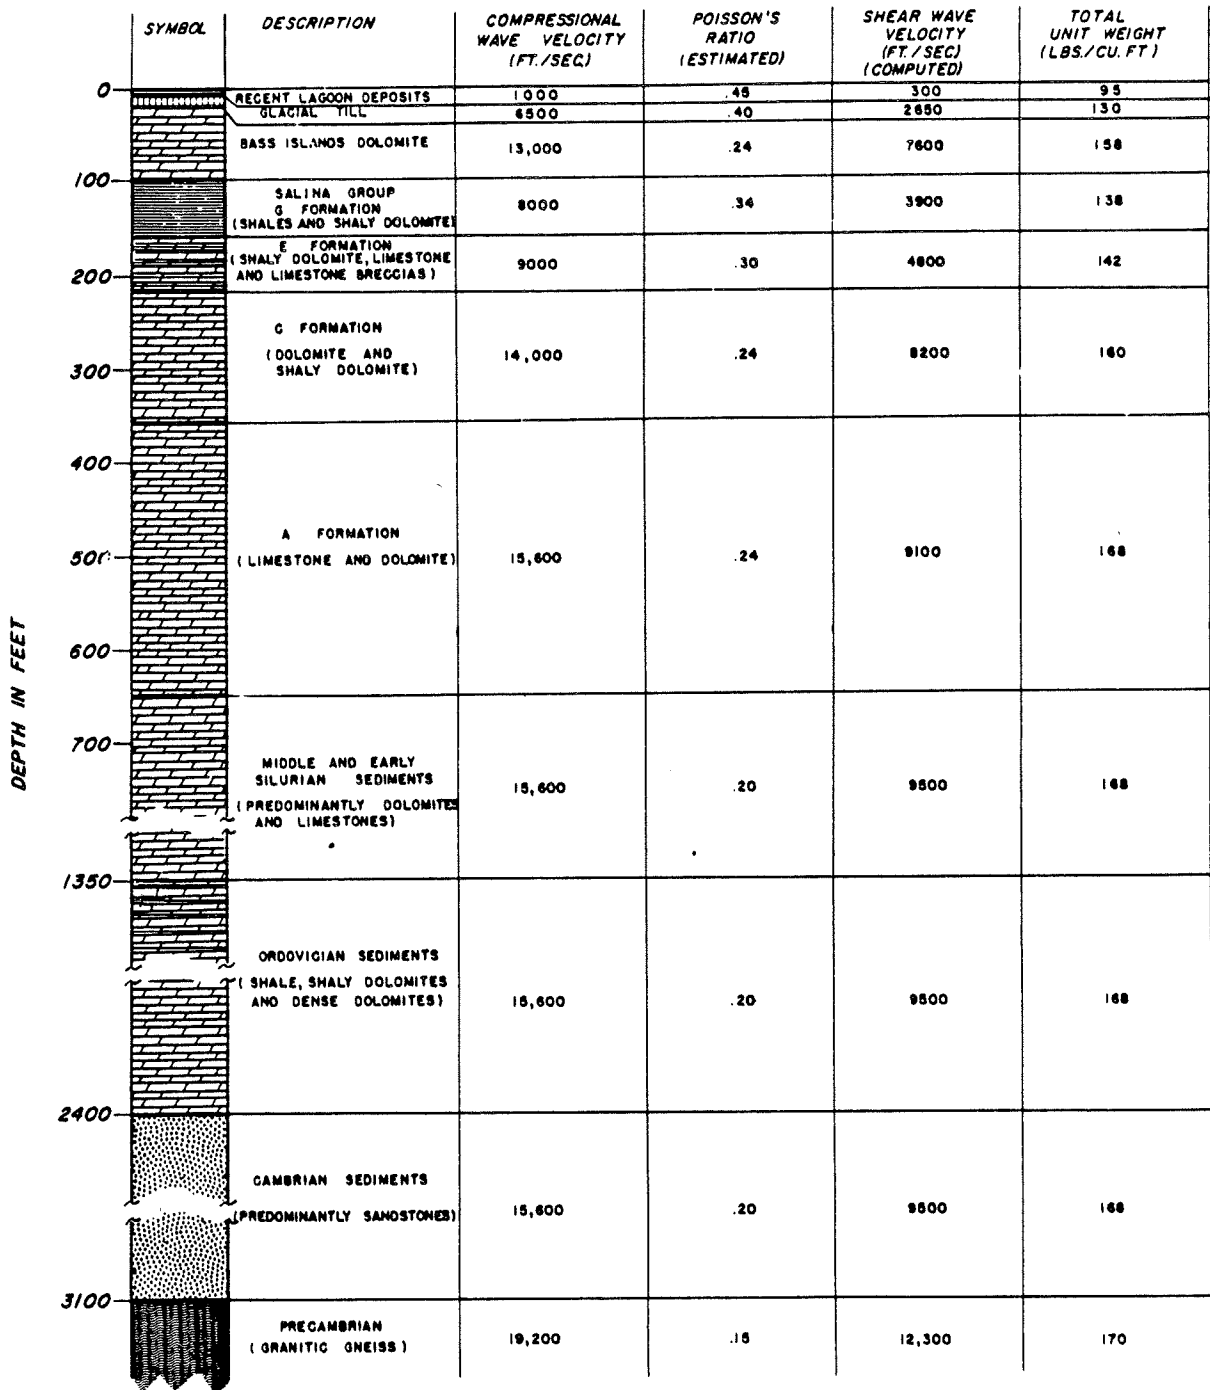 SYMBOL
DESCRIPTION
COMPRESSIONAL
WAVE VELOCITY
(FT./SEC)
POISSON'S
RATIO
(ESTIMATED)
SHEAR WAVE
VELOCITY
(FT./SEC)
(COMPUTED)
TOTAL
UNIT WEIGHT
(LBS./CU. FT)
DEPTH IN FEET
0
RECENT LAGOON DEPOSITS
1000
.45
300
95
GLACIAL TILL
6500
.40
2650
130
BASS ISLANDS DOLOMITE
13,000
.24
7600
158
100
SALINA GROUP
G FORMATION
(SHALES AND SHALY DOLOMITE)
8000
.34
3900
138
E FORMATION
(SHALY DOLOMITE, LIMESTONE
AND LIMESTONE BRECCIAS)
9000
.30
4800
142
200
C FORMATION
(DOLOMITE AND
SHALY DOLOMITE)
14,000
.24
8200
160
300
400
A FORMATION
(LIMESTONE AND DOLOMITE)
15,600
.24
9100
168
500
600
700
MIDDLE AND EARLY
SILURIAN SEDIMENTS
(PREDOMINANTLY DOLOMITES
AND LIMESTONES)
15,600
.20
9500
168
1350
ORDOVICIAN SEDIMENTS
(SHALE, SHALY DOLOMITES
AND DENSE DOLOMITES)
15,600
.20
9500
168
2400
CAMBRIAN SEDIMENTS
(PREDOMINANTLY SANDSTONES)
15,600
.20
9500
168
3100
PRECAMBRIAN
(GRANITIC GNEISS)
19,200
.15
12,300
170